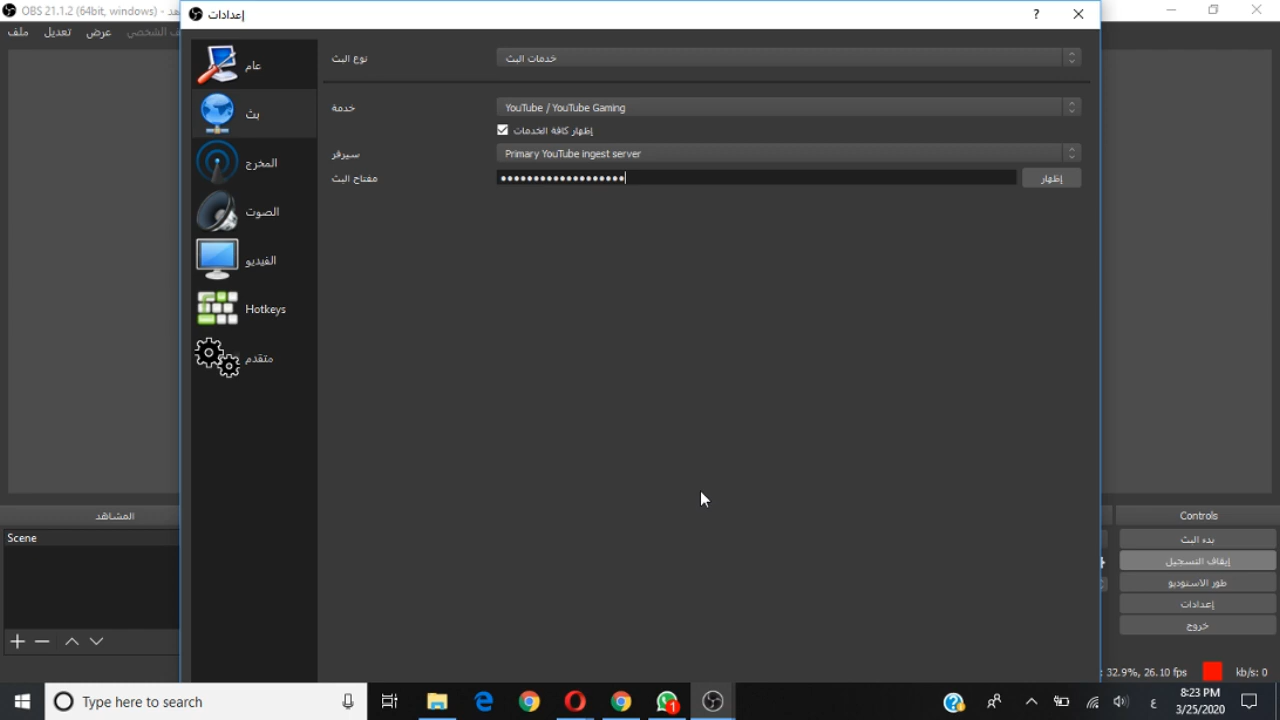 OBS 21.1.2 (64bit, windows) -
إعدادات
?
ملف
تعديل
عرض
الشخصي
عام
بث
المخرج
الصوت
الفيديو
Hotkeys
متقدم
نوع البث
خدمات البث
خدمة
YouTube / YouTube Gaming
إظهار كافة الخدمات
سيرفر
Primary YouTube ingest server
مفتاح البث
إظهار
المشاهد
Scene
Controls
بدء البث
إيقاف التسجيل
طور الاستوديو
إعدادات
خروج
32.9%, 26.10 fps
kb/s: 0
Type here to search
1
ع
8:23 PM
3/25/2020